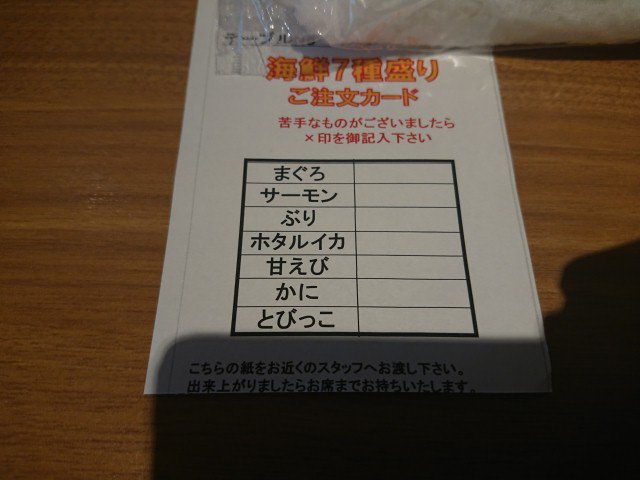 テーブル
海鮮7種盛り
ご注文カード
苦手なものがございましたら
×印を御記入下さい
まぐろ
サーモン
ぶり
ホタルイカ
甘えび
かに
とびっこ
こちらの紙をお近くのスタッフへお渡し下さい。
出来上がりましたらお席までお持ちいたします。